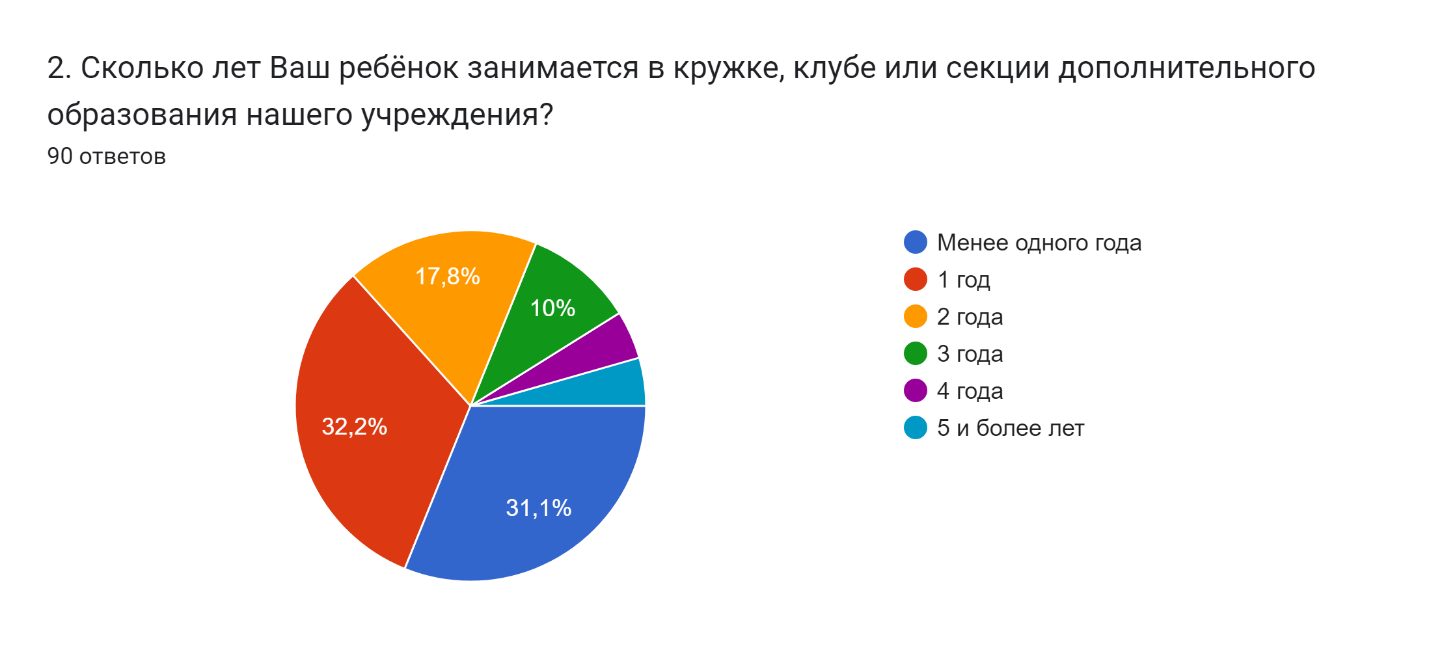 2. Сколько лет Ваш ребёнок занимается в кружке, клубе или секции дополнительного
образования нашего учреждения?
90 ответов
17,8%
10%
32,2%
31,1%
Менее одного года
1 год
2 года
3 года
4 года
5 и более лет